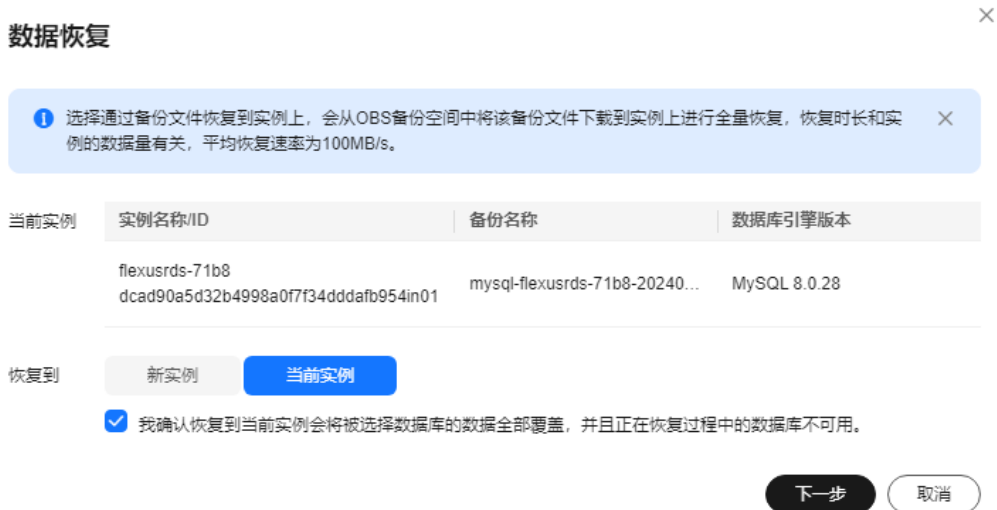 数据恢复
选择通过备份文件恢复到实例上，会从OBS备份空间中将该备份文件下载到实例上进行全量恢复，恢复时长和实
例的数据量有关，平均恢复速率为100MB/s。
当前实例
实例名称/ID
备份名称
数据库引擎版本
flexusrds-71b8
dcad90a5d32b4998a0f7f34dddafb954in01
mysql-flexusrds-71b8-20240...
MySQL 8.0.28
恢复到
新实例
当前实例
我确认恢复到当前实例会将被选择数据库的数据全部覆盖，并且正在恢复过程中的数据库不可用。
下一步
取消